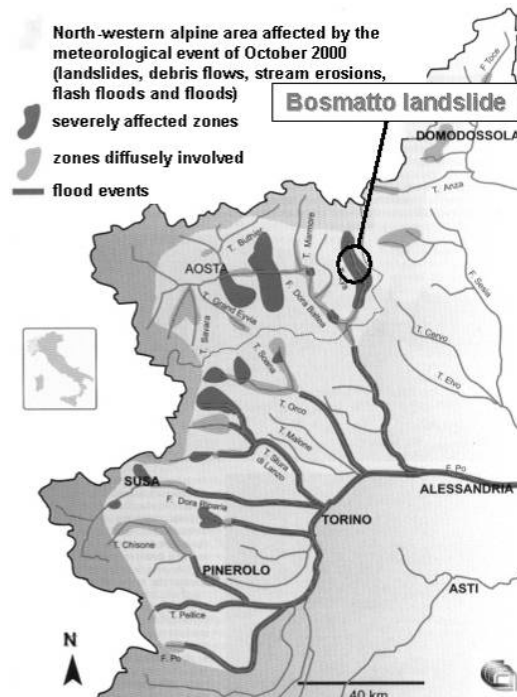 North-western alpine area affected by the
meteorological event of October 2000
(landslides, debris flows, stream erosions,
flash floods and floods)
severely affected zones
zones diffusely involved
flood events
Bosmatto landslide
F. Toce
DOMODOSSOLA
T. Anza
T. Buthier
T. Marmore
AOSTA
F. Sesia
T. Grand Eyvia
F. Dora Baltea
T. Savara
T. Cervo
T. Elvo
T. Soana
T. Orco
T. Malone
T. Stura
di Lanzo
F. Po
SUSA
ALESSANDRIA
F. Dora Riparia
TORINO
T. Chisone
PINEROLO
ASTI
T. Pellice
N
F. Po
40 km